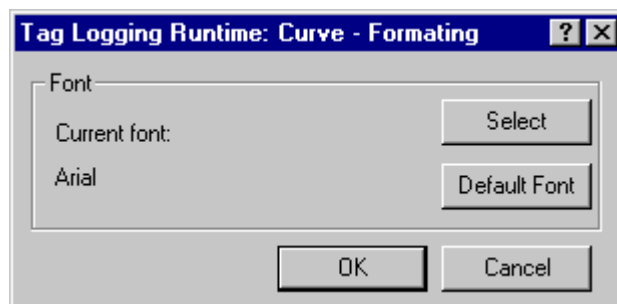 Tag Logging Runtime: Curve - Formating
Font
Current font:
Select
Arial
Default Font
OK
Cancel